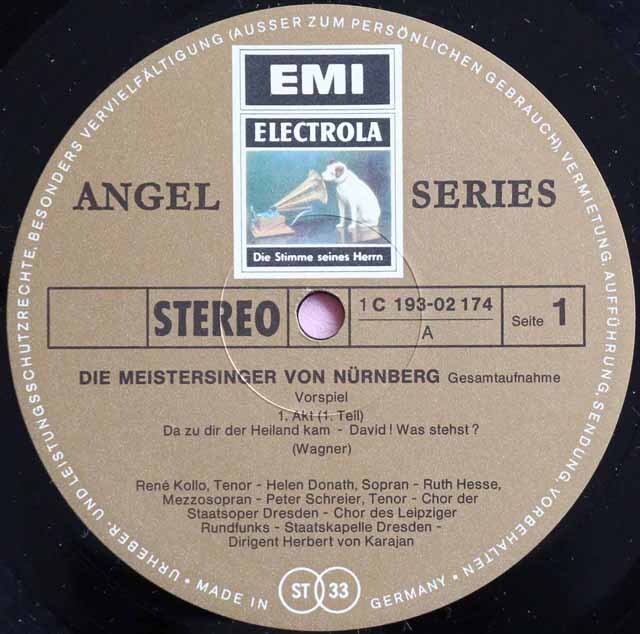 URHEBER- UND LEISTUNGSSCHUTZRECHTE, BESONDERS VERVIELFÄLTIGUNG (AUSSER ZUM PERSÖNLICHEN GEBRAUCH), VERMIETUNG, AUFFÜHRUNG, SENDUNG, VORBEHALTEN •
EMI
ELECTROLA
ANGEL SERIES
Die Stimme seines Herrn
STEREO
1 C 193-02 174
A
Seite 1
DIE MEISTERSINGER VON NÜRNBERG Gesamtaufnahme
Vorspiel
1. Akt (1. Teil)
Da zu dir der Heiland kam - David! Was stehst?
(Wagner)
René Kollo, Tenor - Helen Donath, Sopran - Ruth Hesse,
Mezzosopran - Peter Schreier, Tenor - Chor der
Staatsoper Dresden - Chor des Leipziger
Rundfunks - Staatskapelle Dresden -
Dirigent Herbert von Karajan
• MADE IN GERMANY •
ST 33